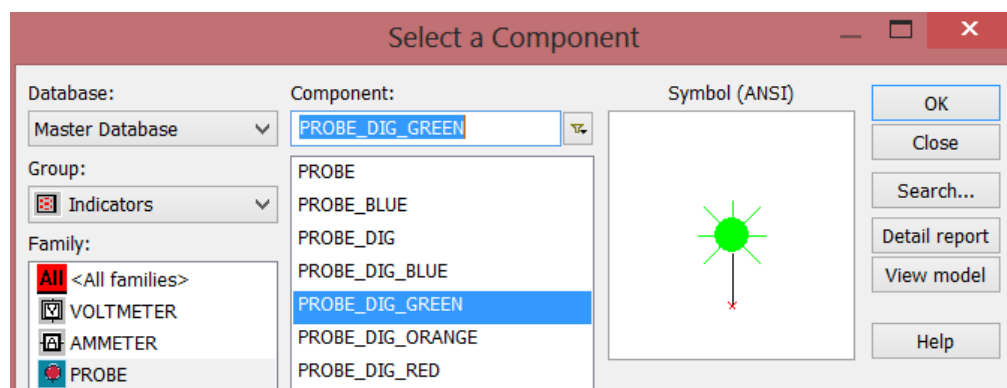 Select a Component
Database:
Master Database
Group:
Indicators
Family:
All <All families>
VOLTMETER
A AMMETER
PROBE
Component:
PROBE_DIG_GREEN
PROBE
PROBE_BLUE
PROBE_DIG
PROBE_DIG_BLUE
PROBE_DIG_GREEN
PROBE_DIG_ORANGE
PROBE_DIG_RED
Symbol (ANSI)
OK
Close
Search...
Detail report
View model
Help